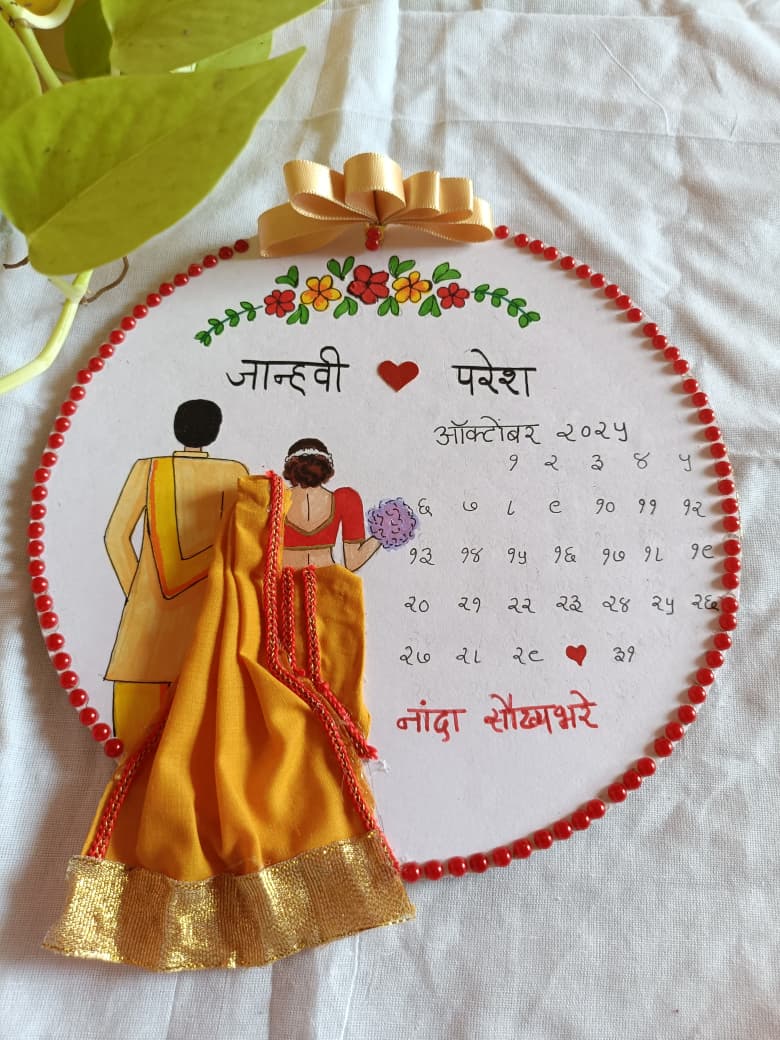 जान्हवी ❤ परेश
ऑक्टोंबर २०२५
१ २ ३ ४ ५
६ ७ ८ ९ १० ११ १२
१३ १४ १५ १६ १७ १८ १९
२० २१ २२ २३ २४ २५ २६
२७ २८ २९ ❤ ३१
नांदा सौख्यभरे